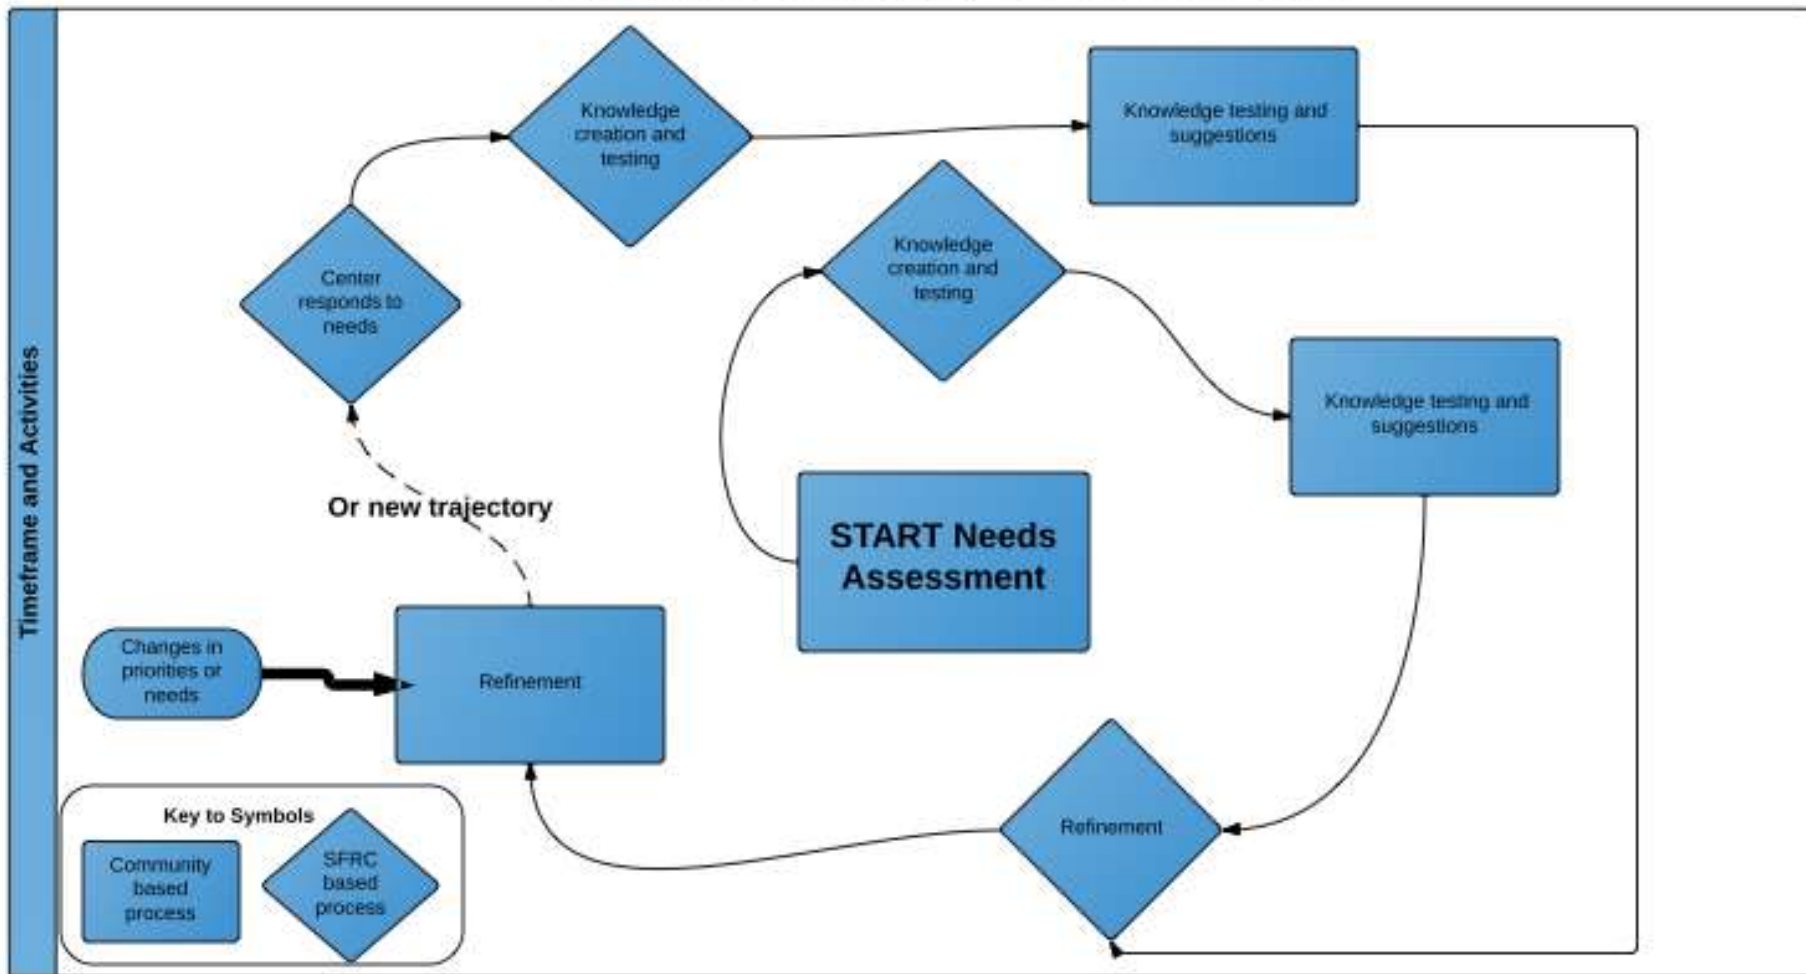 Timeframe and Activities
Knowledge
creation and
testing
Knowledge testing and
suggestions
Center
responds to
needs
Knowledge
creation and
testing
Knowledge testing and
suggestions
Or new trajectory
START Needs
Assessment
Changes in
priorities or
needs
Refinement
Refinement
Key to Symbols
Community
based
process
SFRC
based
process